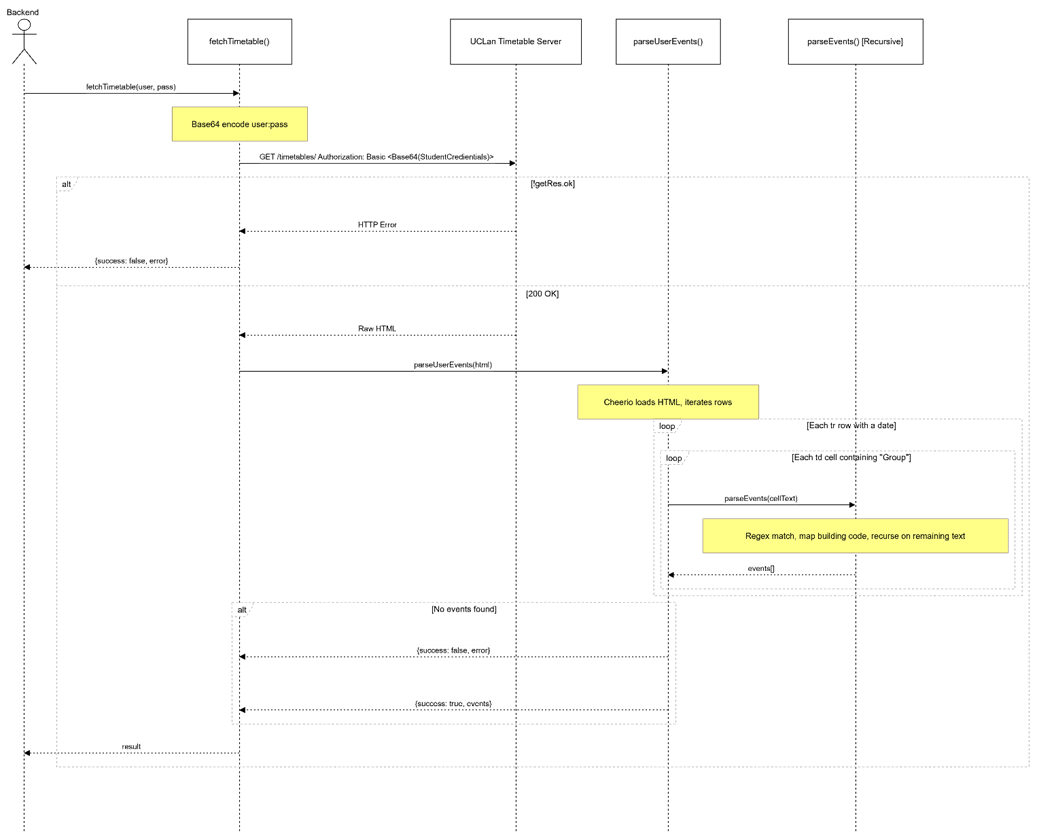 Backend
fetchTimetable()
UCLan Timetable Server
parseUserEvents()
parseEvents() [Recursive]
fetchTimetable(user, pass)
Base64 encode user:pass
GET /timetables/ Authorization: Basic <Base64(StudentCredientials)>
alt
[!getRes.ok]
HTTP Error
{success: false, error}
[200 OK]
Raw HTML
parseUserEvents(html)
Cheerio loads HTML, iterates rows
loop
[Each tr row with a date]
loop
[Each td cell containing "Group"]
parseEvents(cellText)
Regex match, map building code, recurse on remaining text
events[]
alt
[No events found]
{success: false, error}
{success: true, events}
result